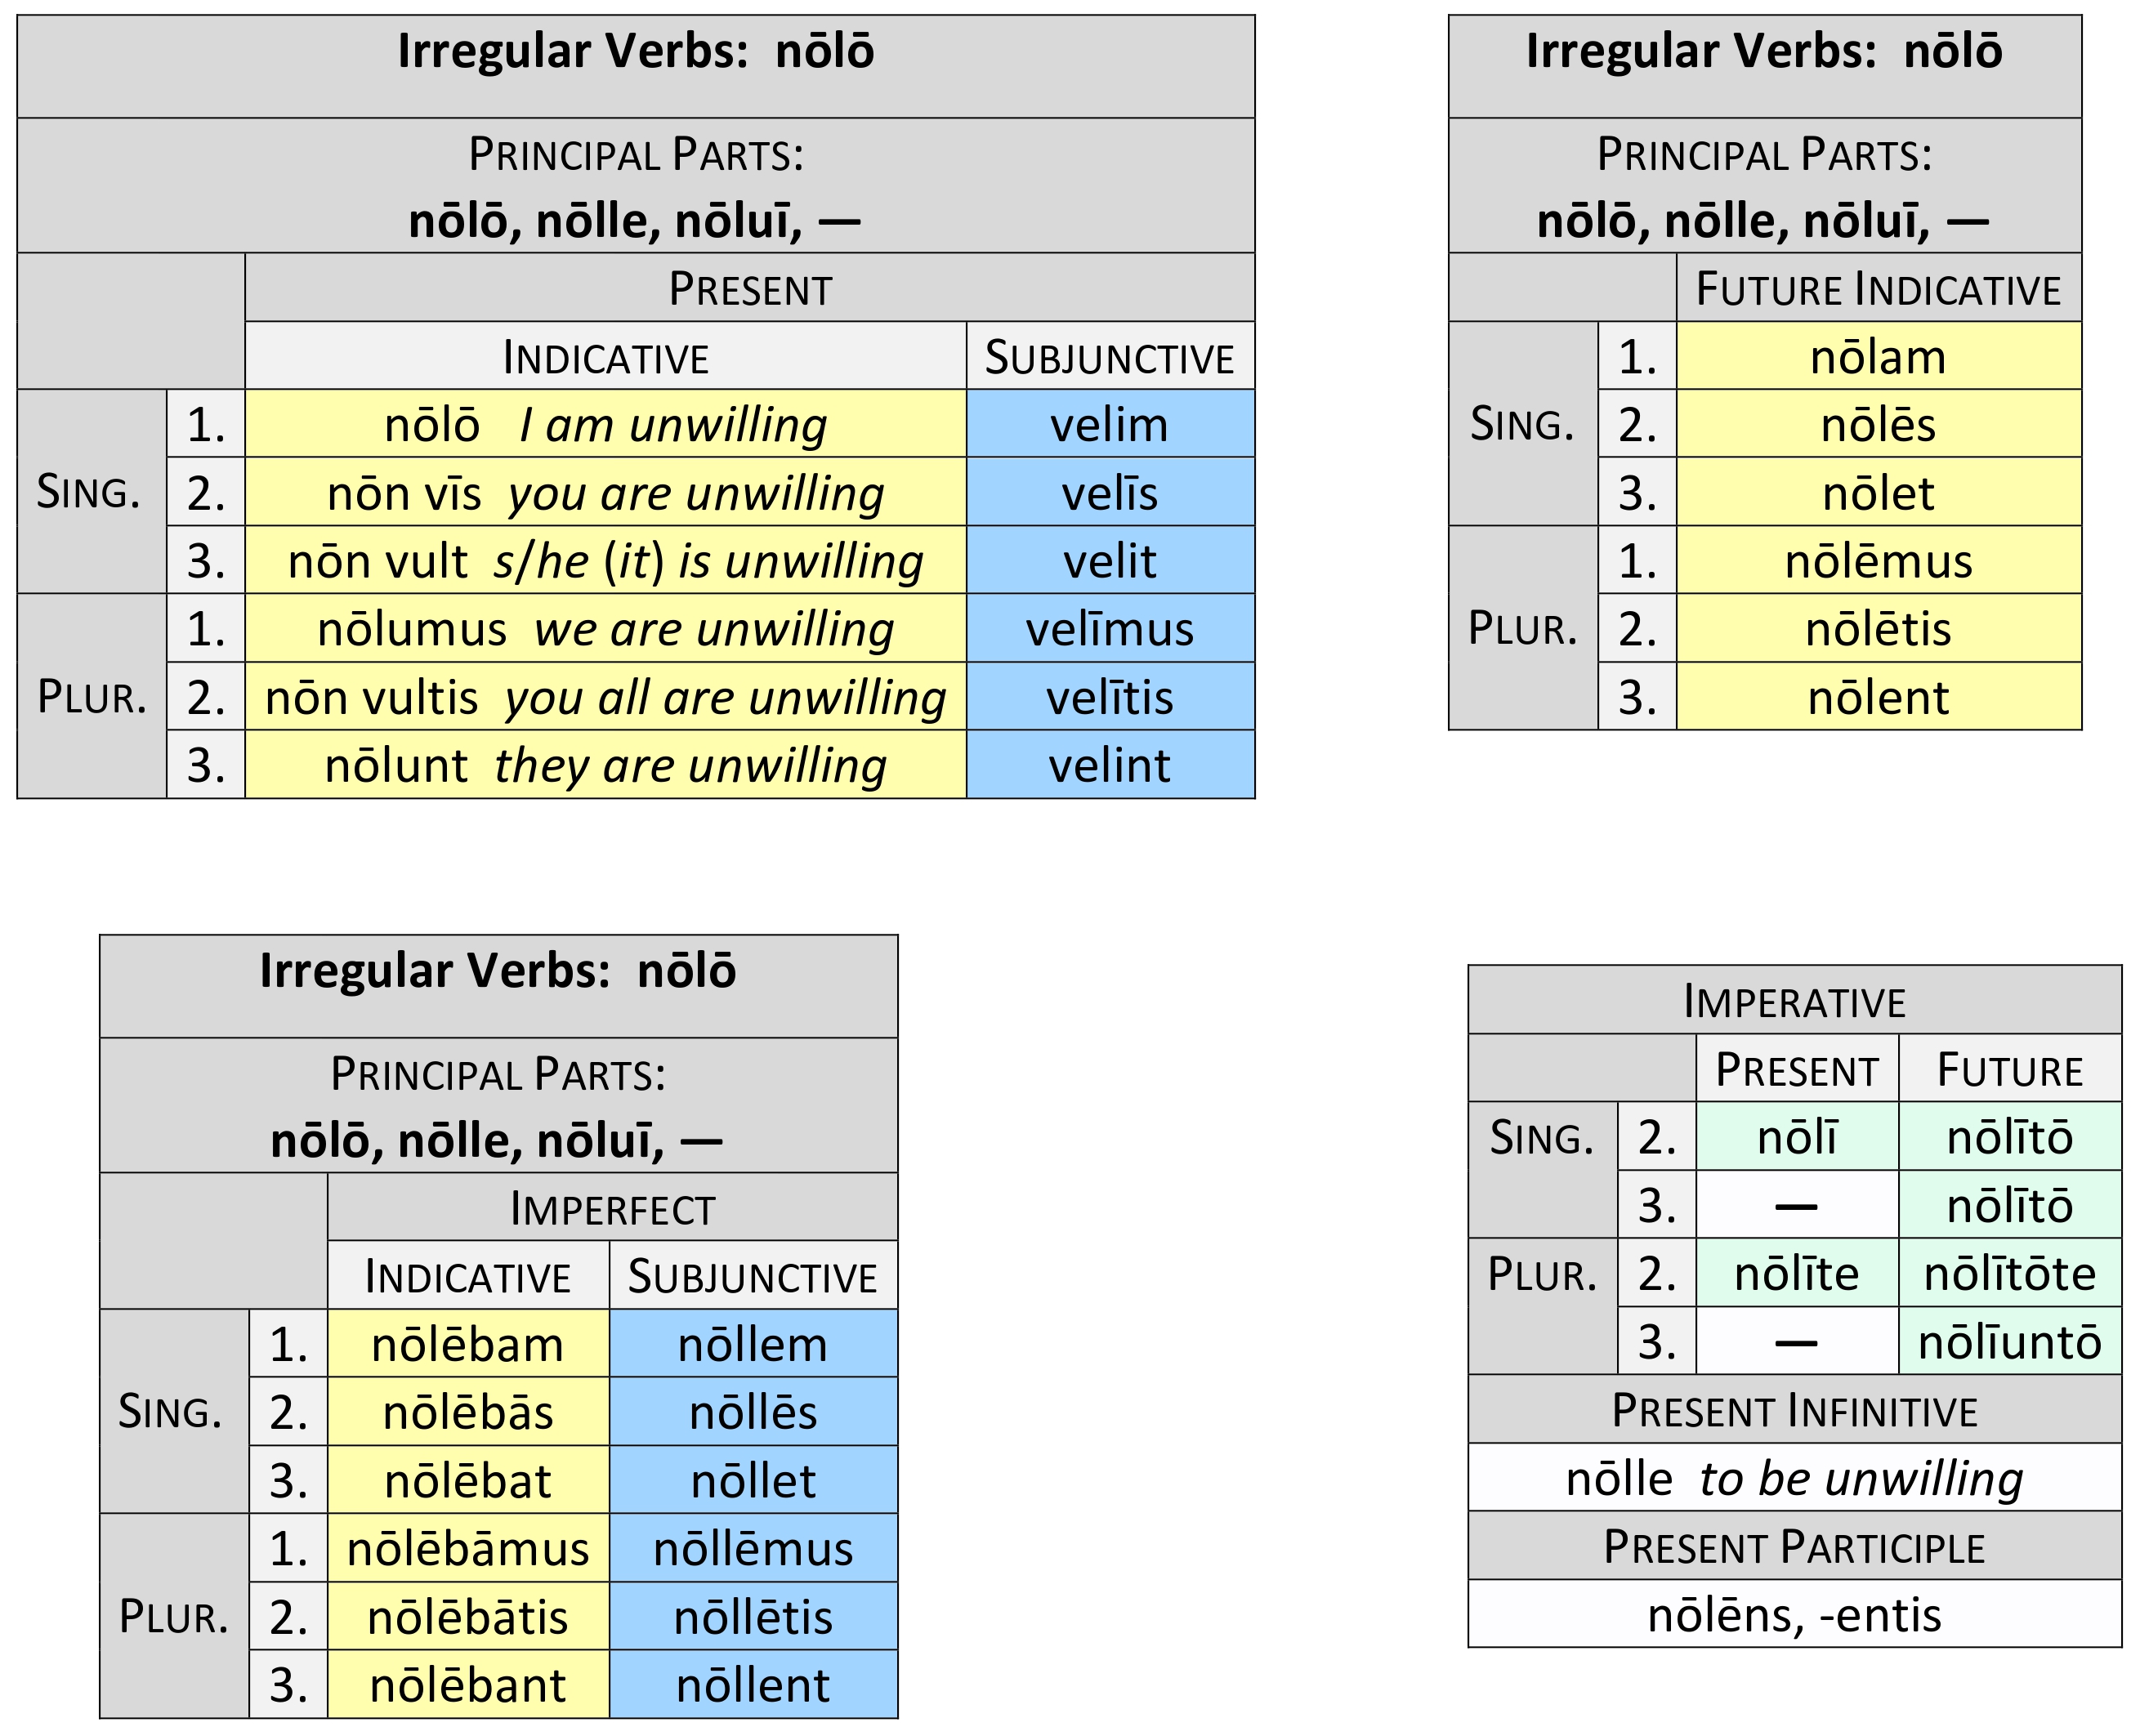 Irregular Verbs: nōlō
PRINCIPAL PARTS:
nōlō, nōlle, nōluī, —
PRESENT
INDICATIVE SUBJUNCTIVE
SING. 1. nōlō I am unwilling velim
2. nōn vīs you are unwilling velīs
3. nōn vult s/he (it) is unwilling velit
PLUR. 1. nōlumus we are unwilling velīmus
2. nōn vultis you all are unwilling velītis
3. nōlunt they are unwilling velint
Irregular Verbs: nōlō
PRINCIPAL PARTS:
nōlō, nōlle, nōluī, —
FUTURE INDICATIVE
SING. 1. nōlam
2. nōlēs
3. nōlet
PLUR. 1. nōlēmus
2. nōlētis
3. nōlent
Irregular Verbs: nōlō
PRINCIPAL PARTS:
nōlō, nōlle, nōluī, —
IMPERFECT
INDICATIVE SUBJUNCTIVE
SING. 1. nōlēbam nōllem
2. nōlēbās nōllēs
3. nōlēbat nōllet
PLUR. 1. nōlēbāmus nōllēmus
2. nōlēbātis nōllētis
3. nōlēbant nōllent
IMPERATIVE
PRESENT FUTURE
SING. 2. nōlī nōlītō
3. — nōlītō
PLUR. 2. nōlīte nōlītōte
3. — nōlīuntō
PRESENT INFINITIVE
nōlle to be unwilling
PRESENT PARTICIPLE
nōlēns, -entis